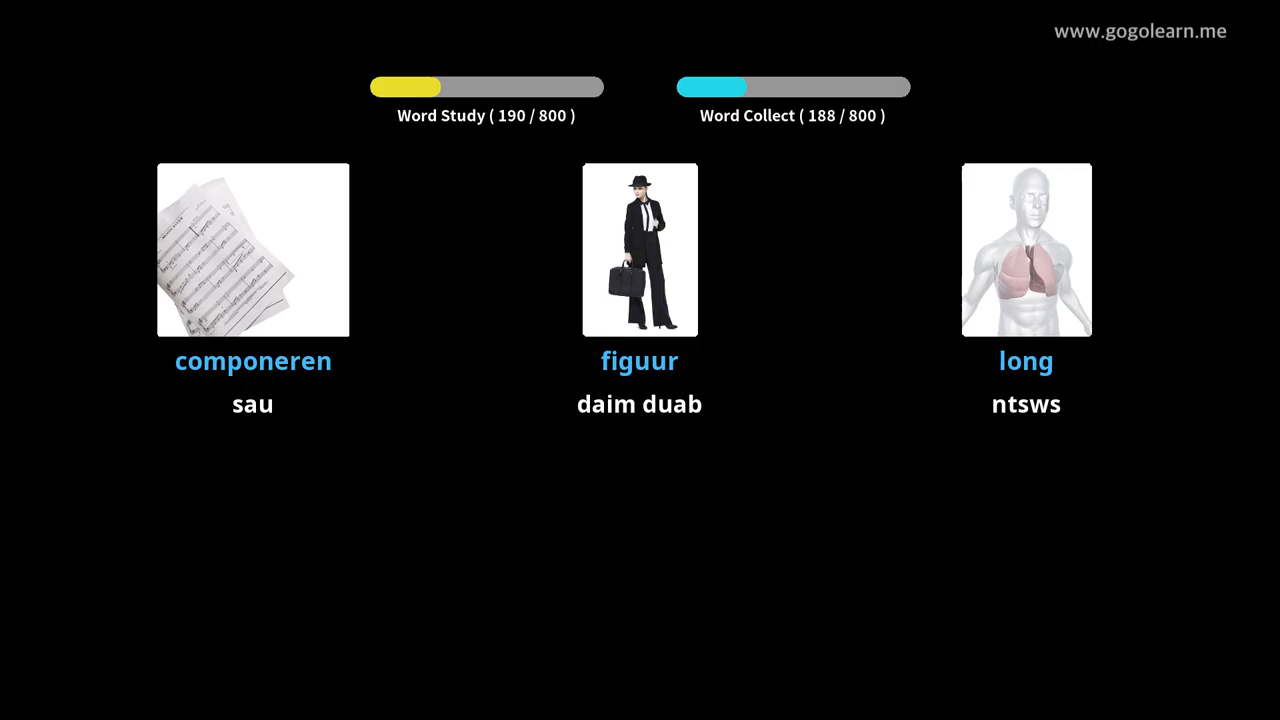 www.gogolearn.me
Word Study ( 190 / 800 )
Word Collect ( 188 / 800 )
componeren
figuur
long
sau
daim duab
ntsws